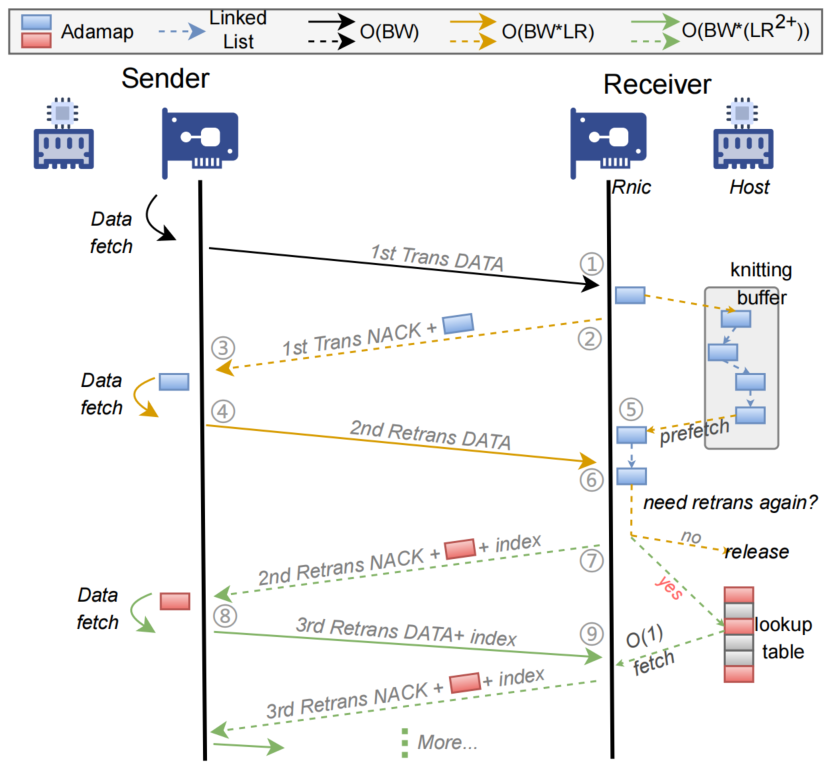 Adamap
Linked
List
O(BW)
O(BW*LR)
O(BW*(LR²⁺))
Sender
Receiver
Rnic
Host
Data
fetch
1st Trans DATA
①
knitting
buffer
1st Trans NACK +
②
③
Data
fetch
④
2nd Retrans DATA
⑤
prefetch
⑥
need retrans again?
no
release
yes
2nd Retrans NACK +
+ index
⑦
Data
fetch
⑧
3rd Retrans DATA+ index
⑨
O(1)
fetch
lookup
table
3rd Retrans NACK +
+ index
More...